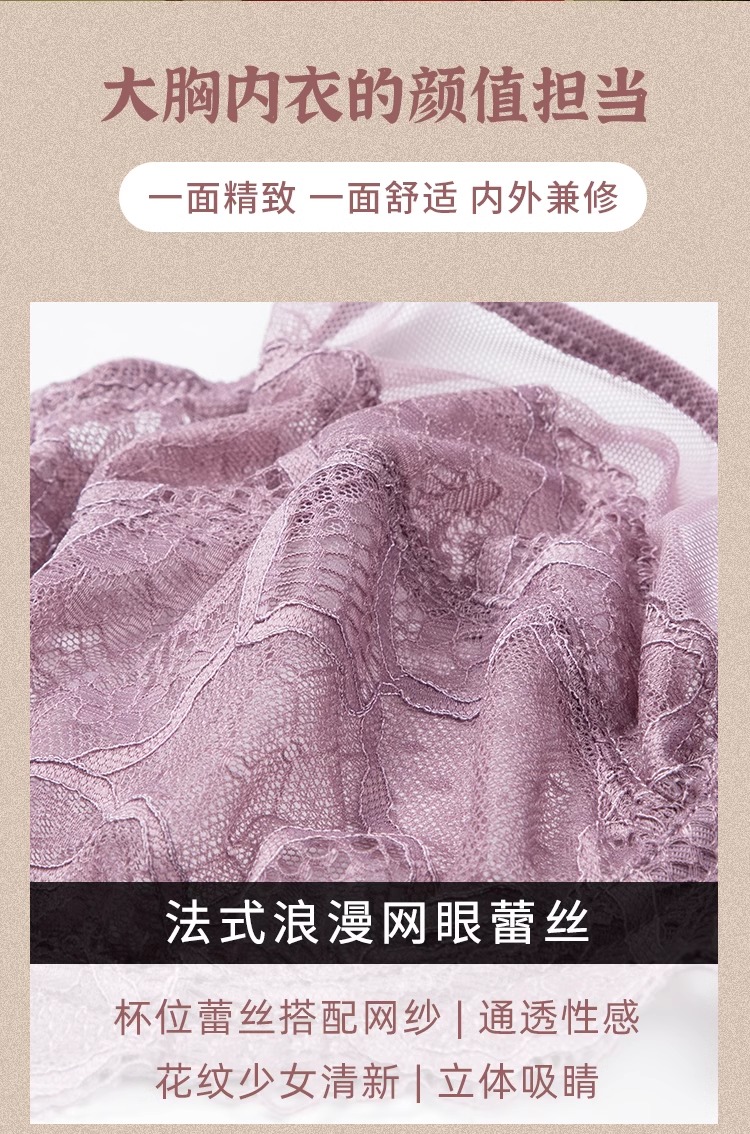 大胸内衣的颜值担当
一面精致 一面舒适 内外兼修
法式浪漫网眼蕾丝
杯位蕾丝搭配网纱 | 通透性感
花纹少女清新 | 立体吸睛